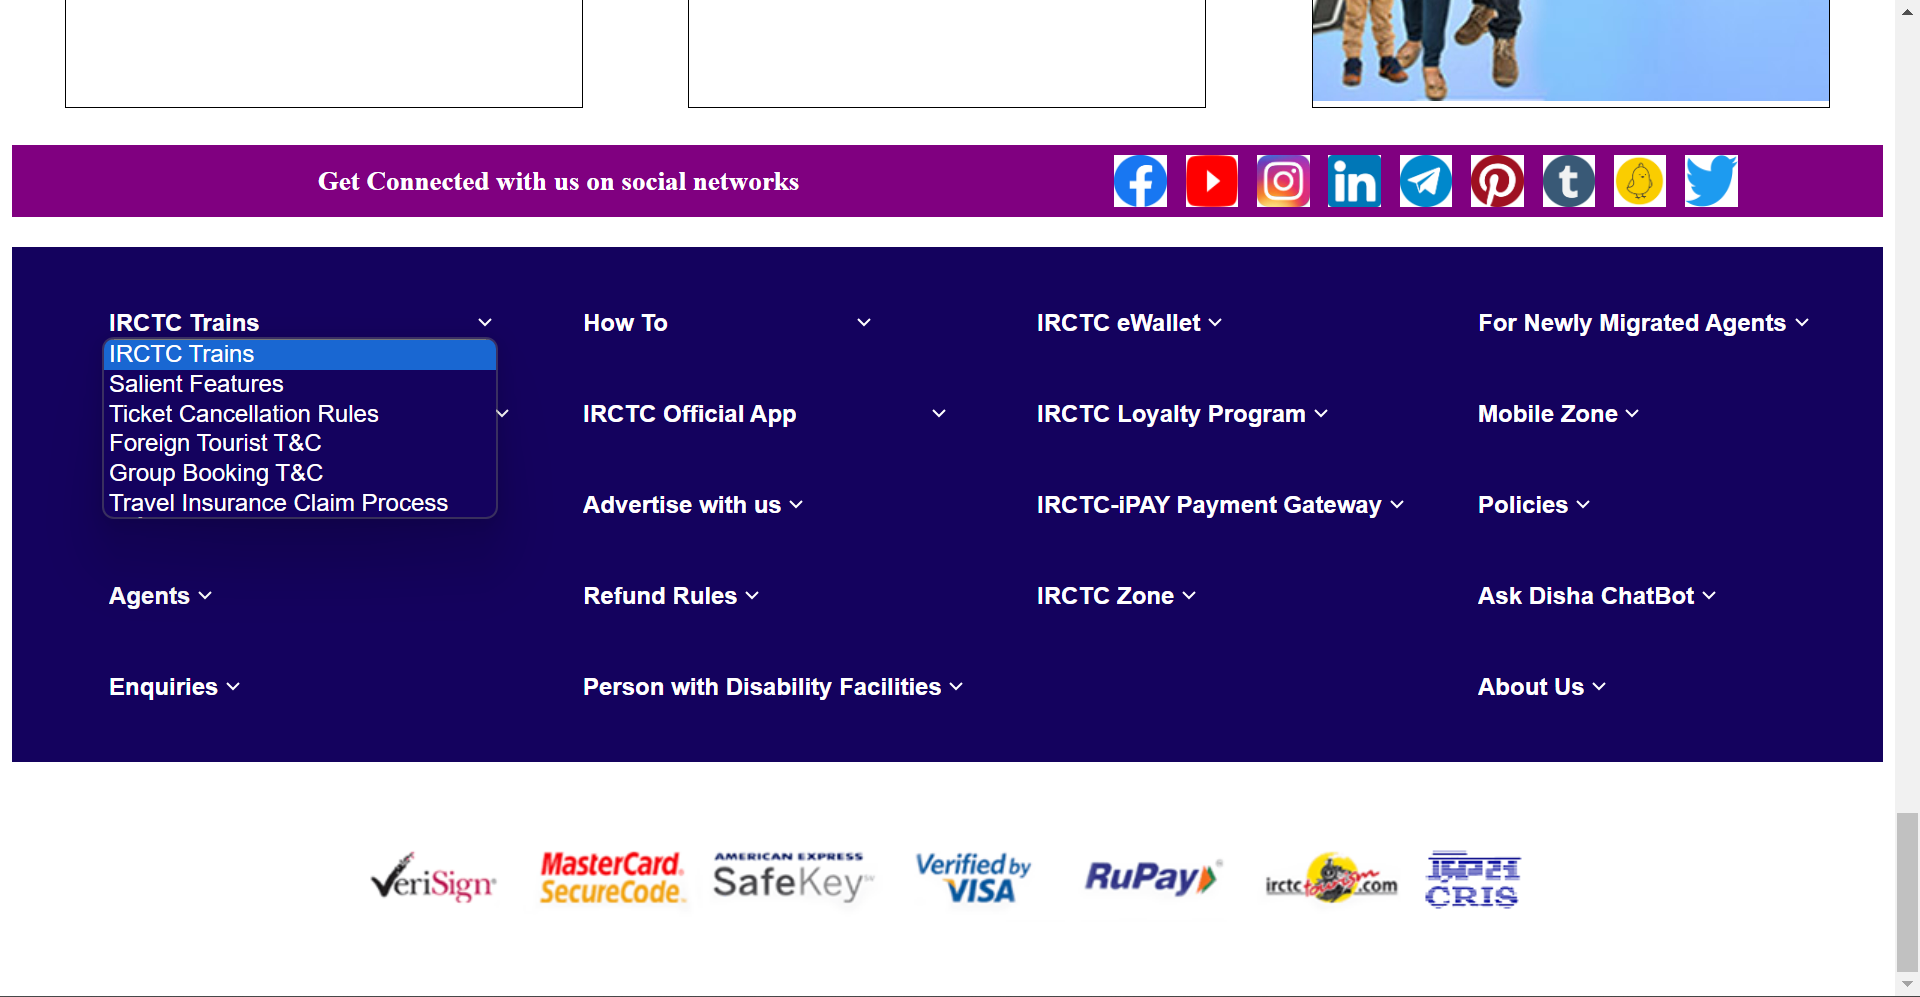 Get Connected with us on social networks
IRCTC Trains
How To
IRCTC eWallet
For Newly Migrated Agents
IRCTC Trains
Salient Features
Ticket Cancellation Rules
Foreign Tourist T&C
Group Booking T&C
Travel Insurance Claim Process
IRCTC Official App
IRCTC Loyalty Program
Mobile Zone
Advertise with us
IRCTC-iPAY Payment Gateway
Policies
Agents
Refund Rules
IRCTC Zone
Ask Disha ChatBot
Enquiries
Person with Disability Facilities
About Us
VeriSign
MasterCard.
SecureCode.
AMERICAN EXPRESS
SafeKey
Verified by
VISA
RuPay
irctctourism.com
क्रिस
CRIS